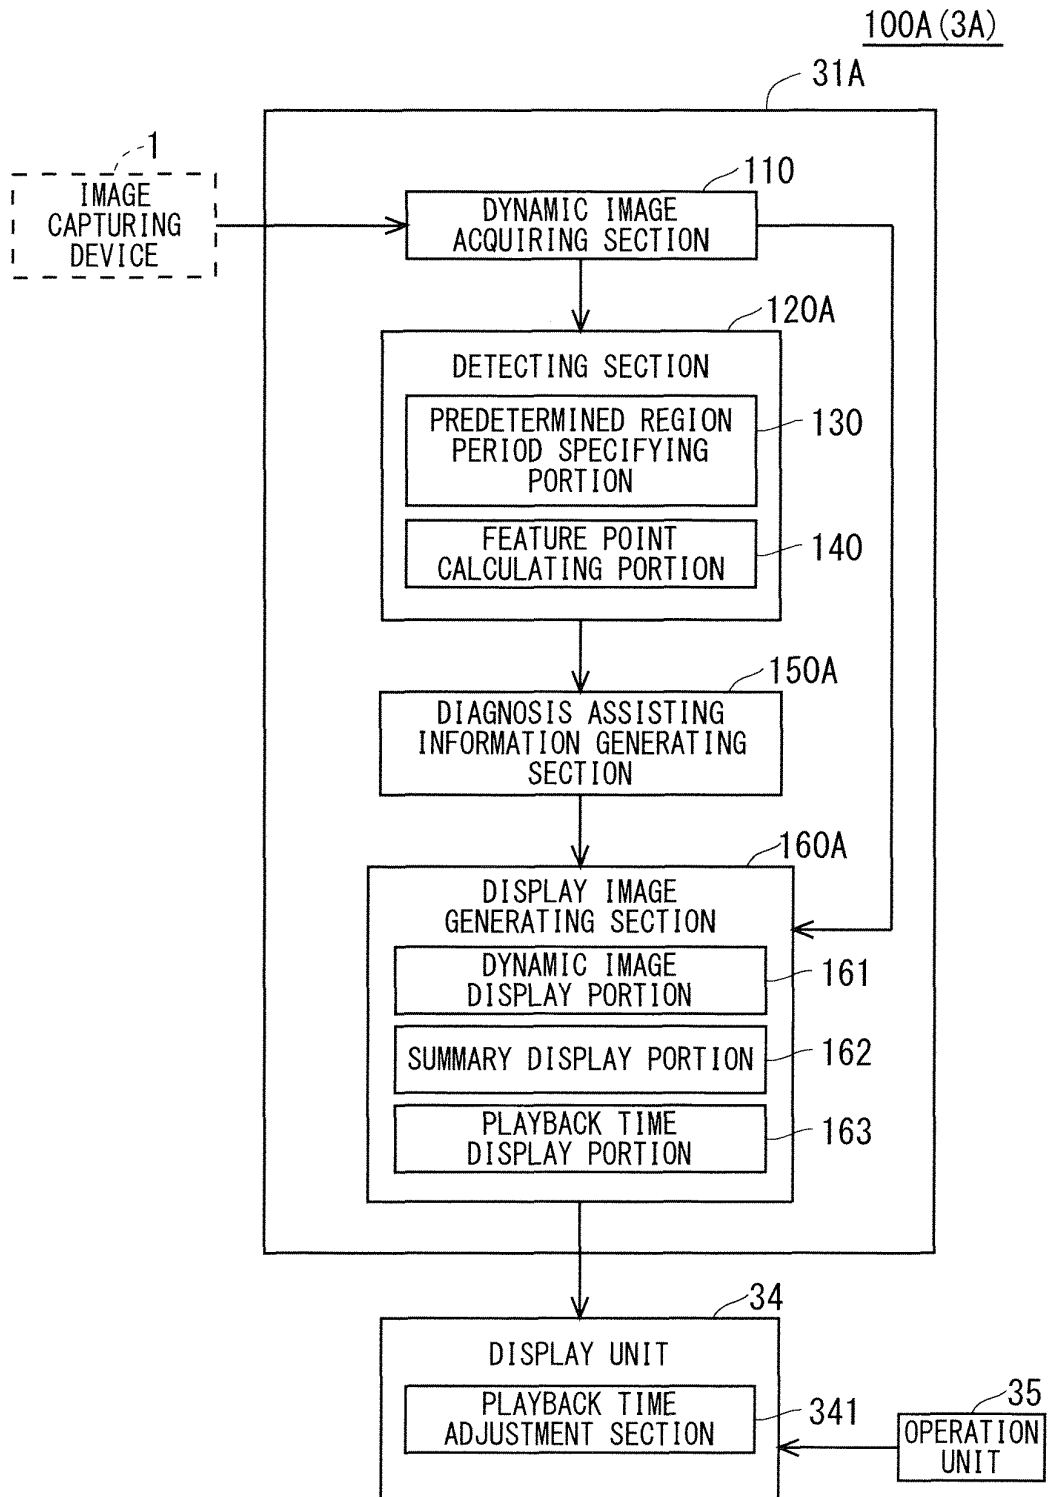 100A(3A)
31A
1
IMAGE
CAPTURING
DEVICE
110
DYNAMIC IMAGE
ACQUIRING SECTION
120A
DETECTING SECTION
PREDETERMINED REGION
PERIOD SPECIFYING
PORTION
130
FEATURE POINT
CALCULATING PORTION
140
150A
DIAGNOSIS ASSISTING
INFORMATION GENERATING
SECTION
160A
DISPLAY IMAGE
GENERATING SECTION
DYNAMIC IMAGE
DISPLAY PORTION
161
SUMMARY DISPLAY PORTION
162
PLAYBACK TIME
DISPLAY PORTION
163
34
DISPLAY UNIT
PLAYBACK TIME
ADJUSTMENT SECTION
341
35
OPERATION
UNIT